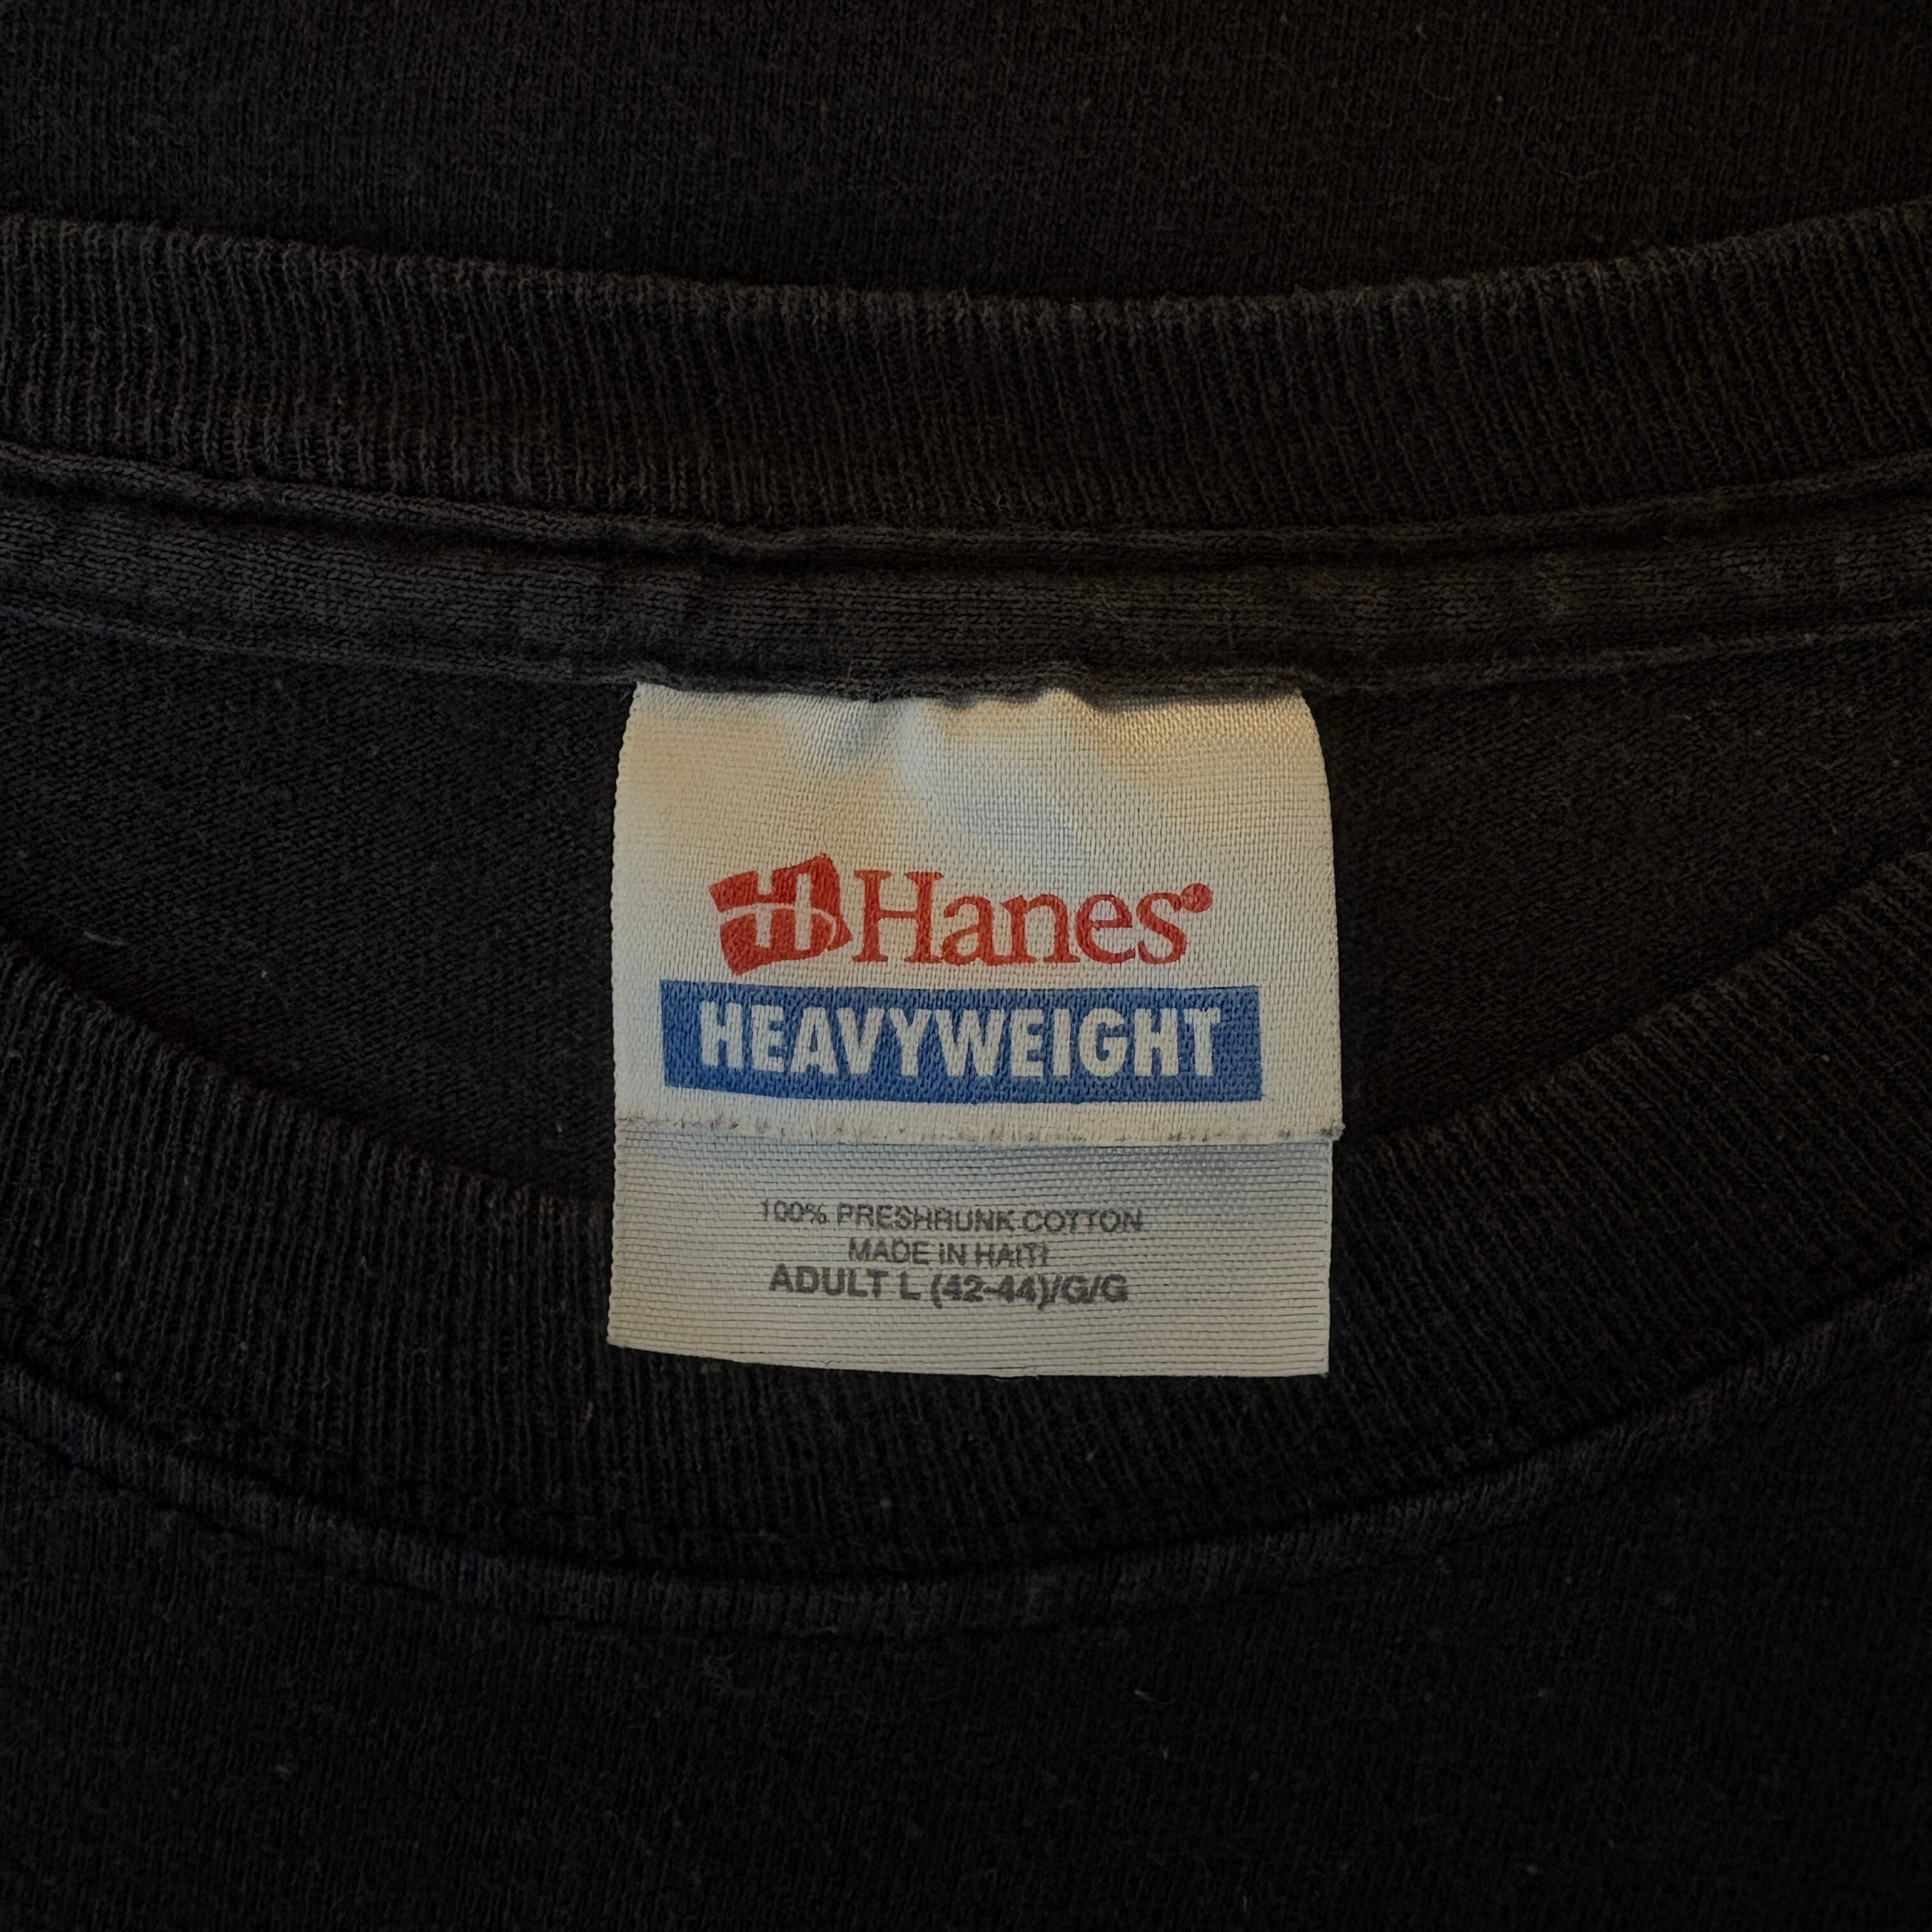 H Hanes
HEAVYWEIGHT
100% PRESHRUNK COTTON
MADE IN HAITI
ADULT L (42-44)/G/G